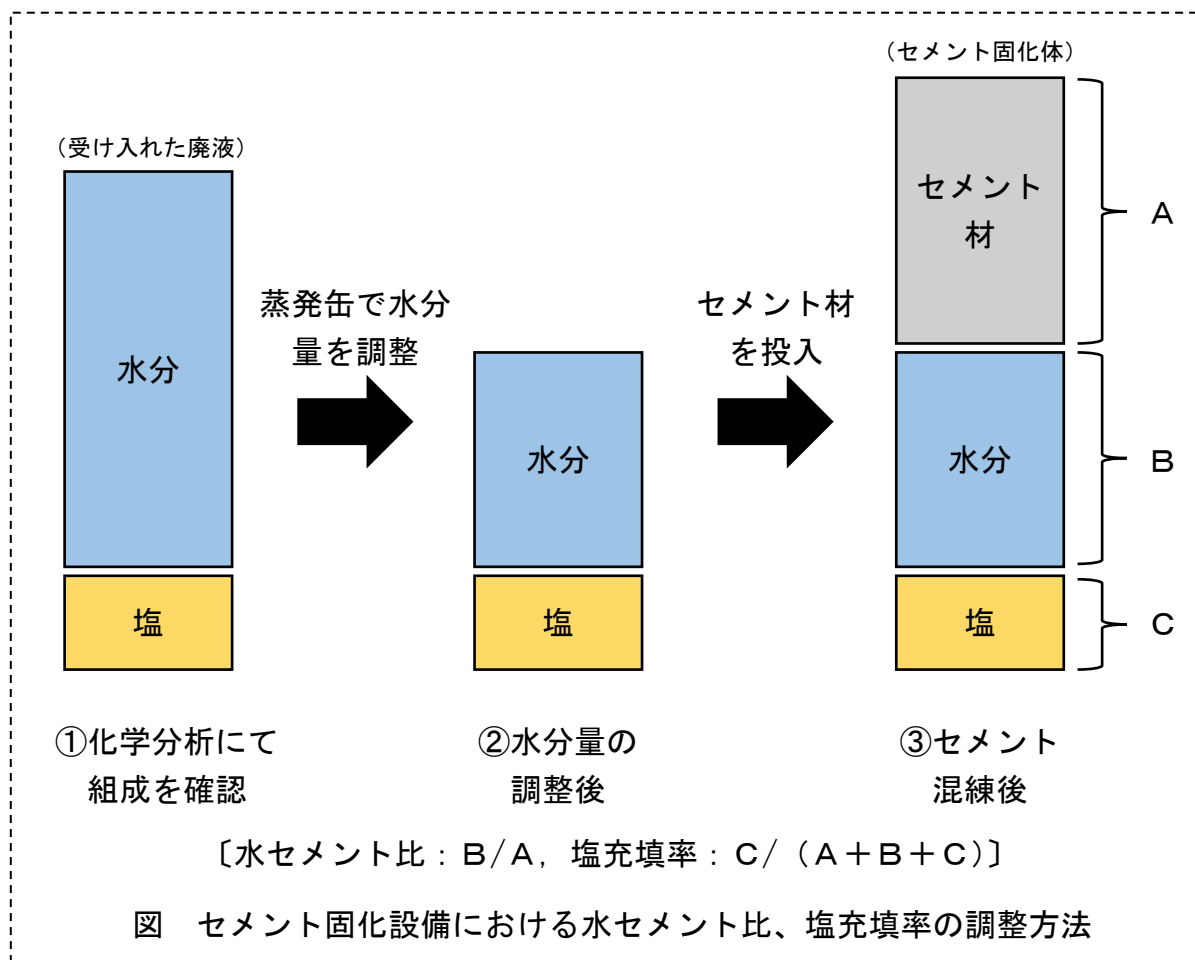 (セメント固化体)
(受け入れた廃液)
セメント
材
A
蒸発缶で水分
量を調整
セメント材
を投入
水分
水分
水分
B
塩
塩
塩
C
①化学分析にて
組成を確認
②水分量の
調整後
③セメント
混練後
〔水セメント比:B/A,塩充填率:C/(A+B+C)〕
図 セメント固化設備における水セメント比、塩充填率の調整方法